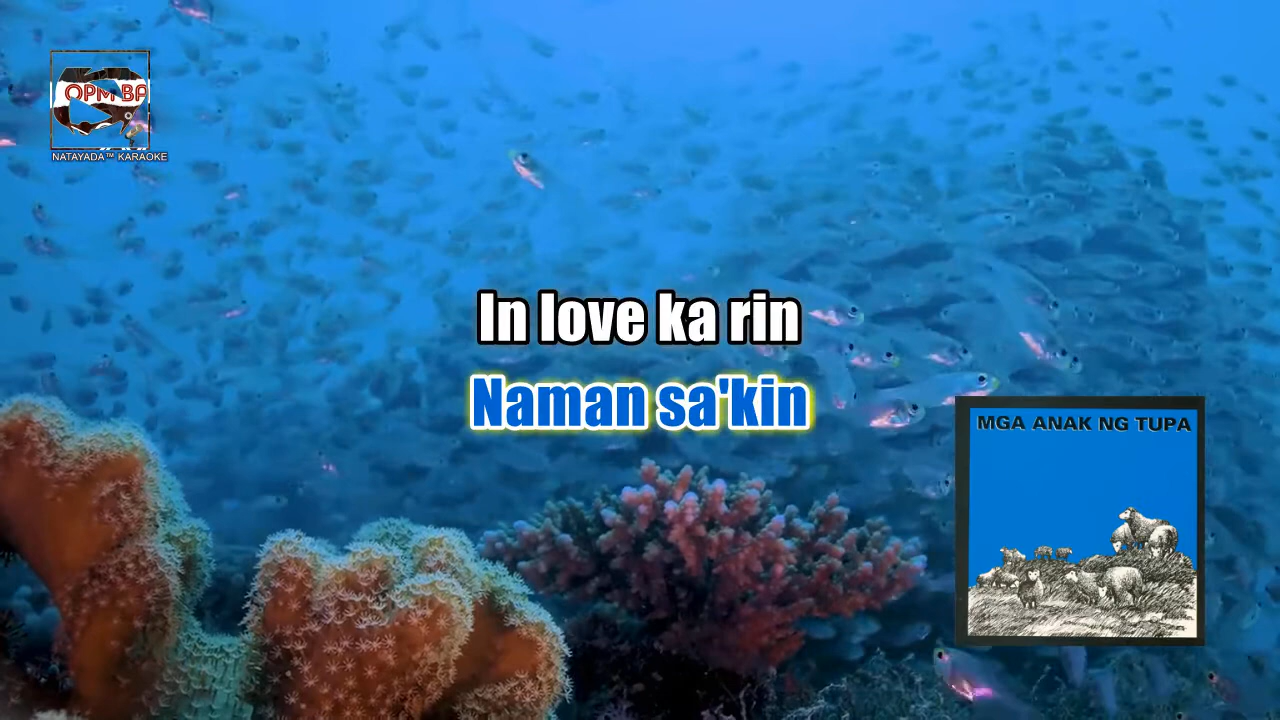 OPM BA
NATAYADA™ KARAOKE
In love ka rin
Naman sa'kin
MGA ANAK NG TUPA